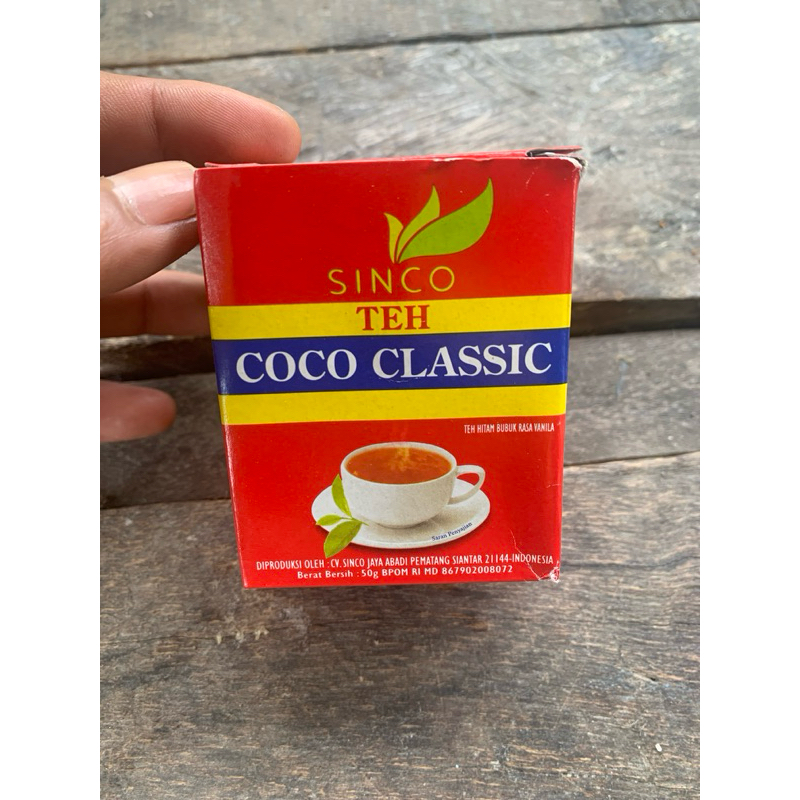 SINCO
TEH
COCO CLASSIC
TEH HITAM BUBUK RASA VANILA
Saran Penyajian
DIPRODUKSI OLEH : CV. SINCO JAYA ABADI PEMATANG SIANTAR 21144-INDONESIA
Berat Bersih : 50g BPOM RI MD 867902008072